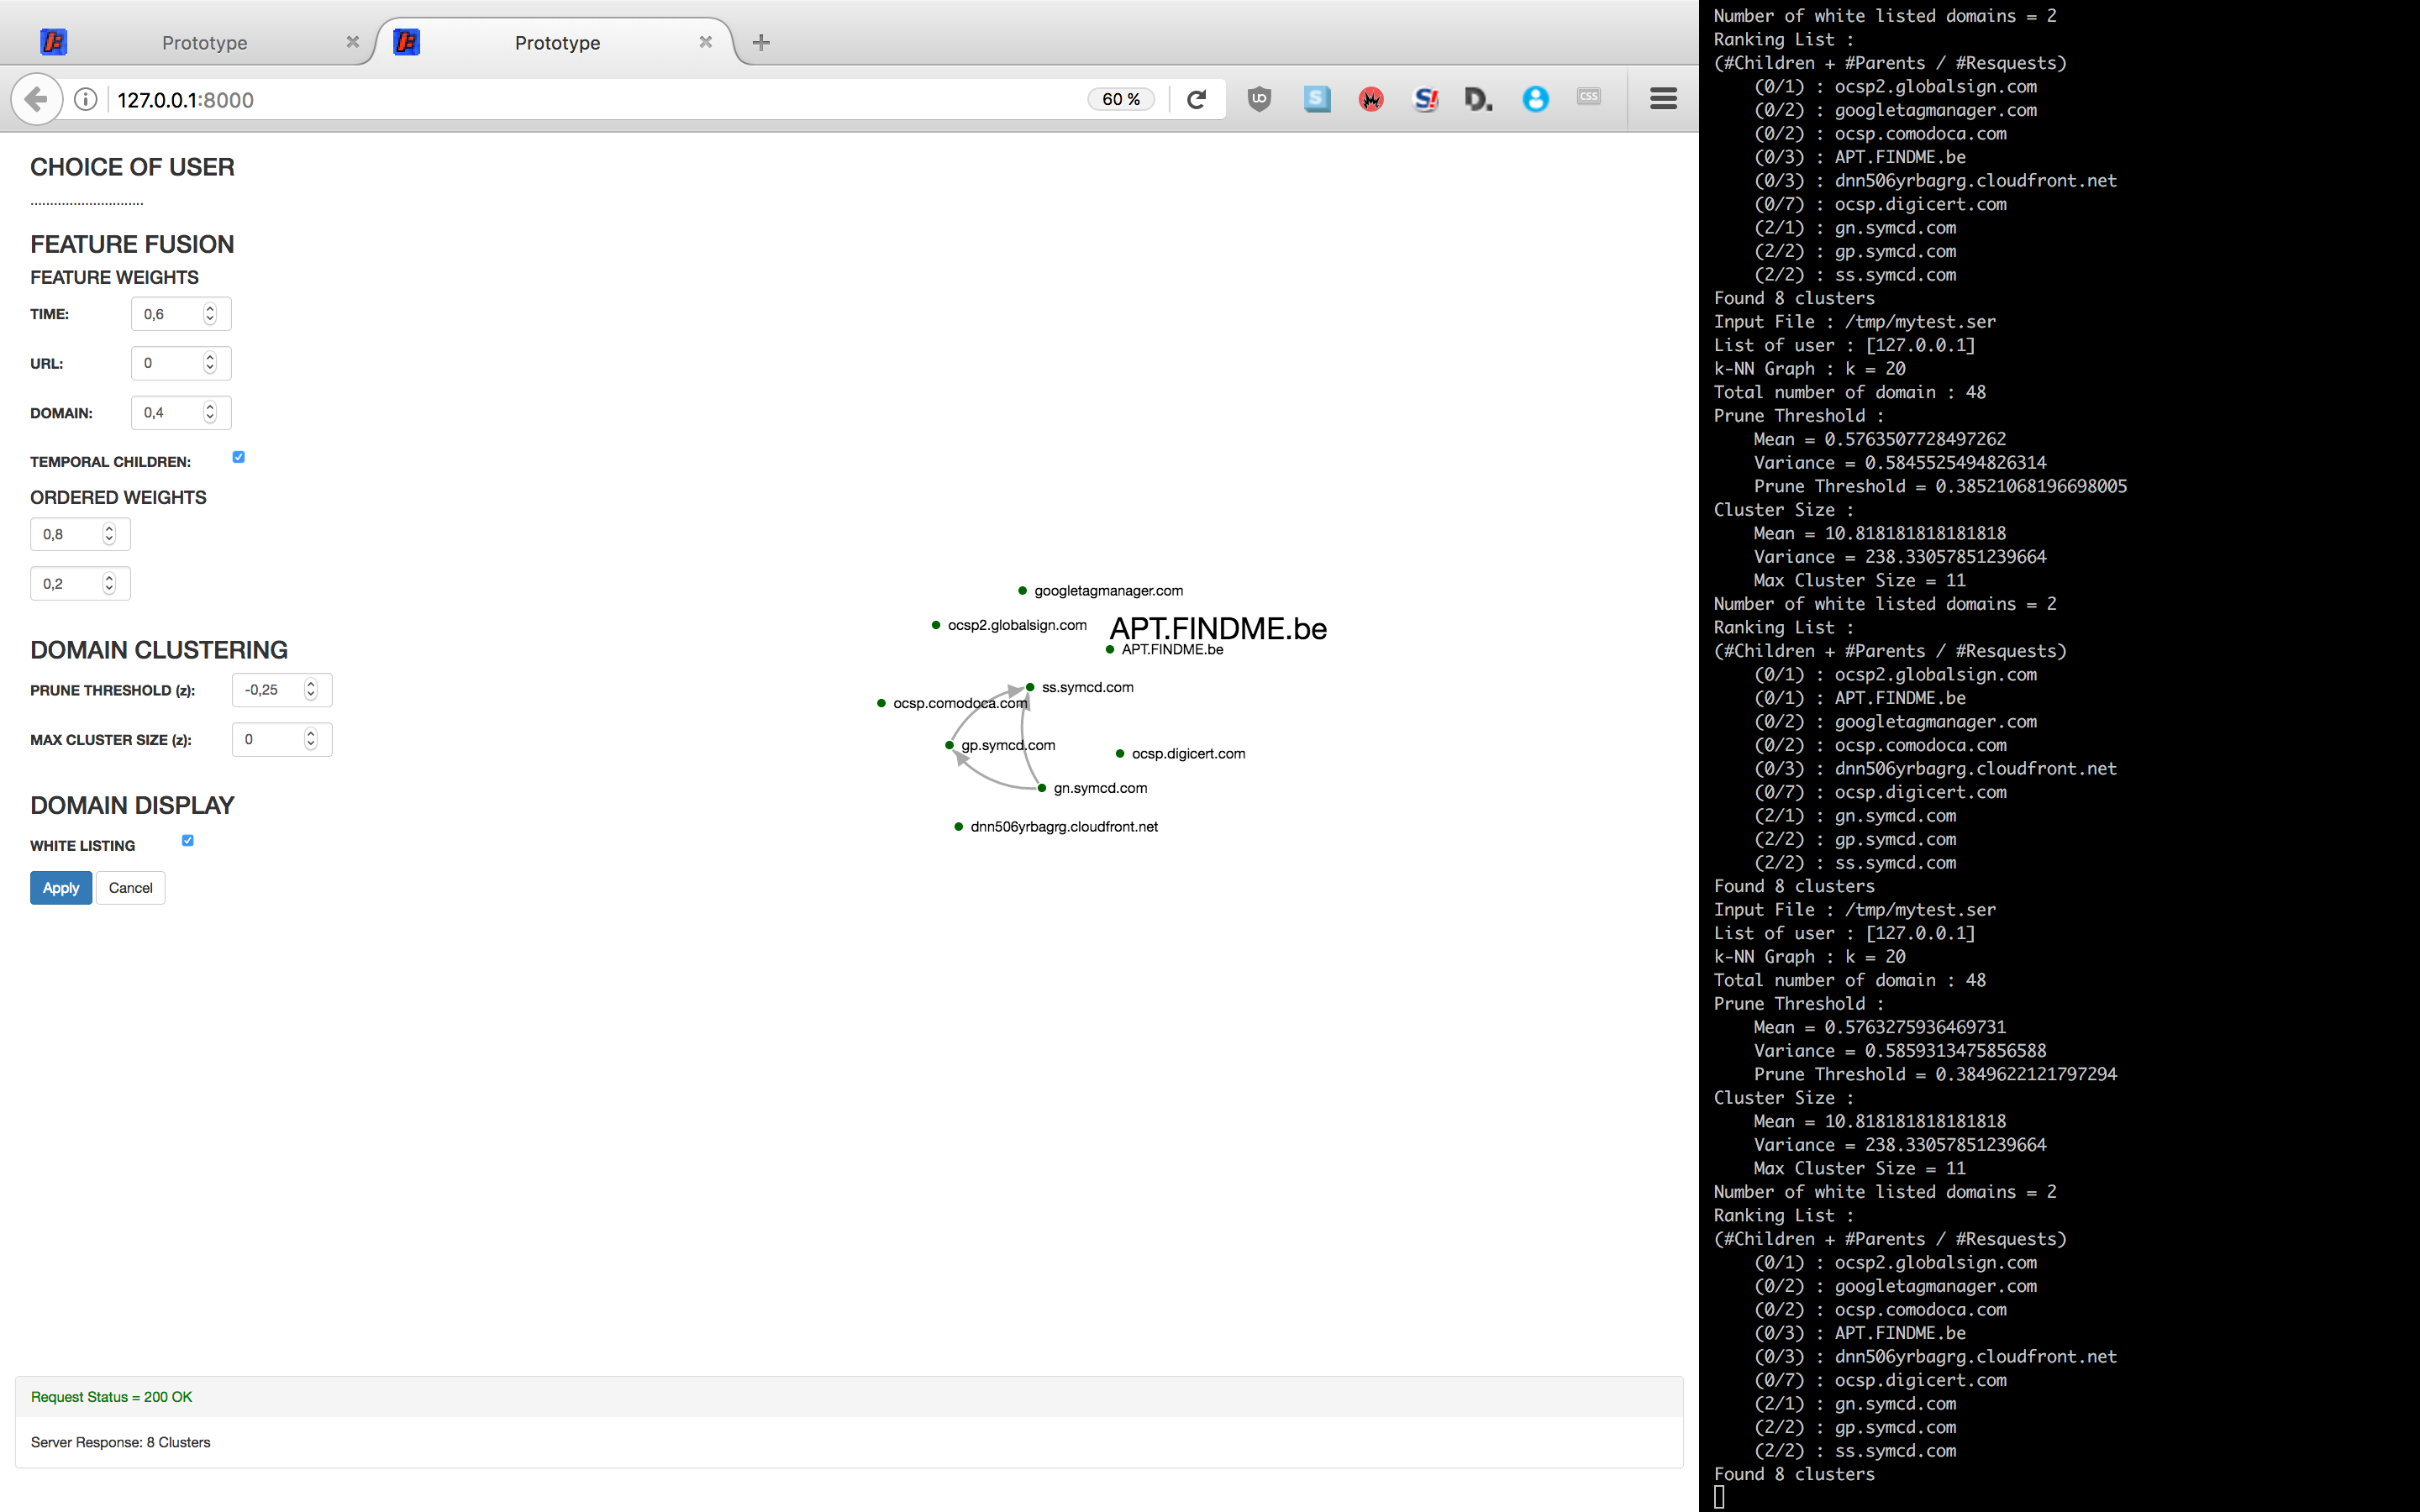 Prototype
Prototype
127.0.0.1:8000
60 %
CSS
CHOICE OF USER
.............................
FEATURE FUSION
FEATURE WEIGHTS
TIME:
0,6
URL:
0
DOMAIN:
0,4
TEMPORAL CHILDREN:
ORDERED WEIGHTS
0,8
0,2
DOMAIN CLUSTERING
PRUNE THRESHOLD (z):
-0,25
MAX CLUSTER SIZE (z):
0
DOMAIN DISPLAY
WHITE LISTING
Apply
Cancel
googletagmanager.com
ocsp2.globalsign.com
APT.FINDME.be
APT.FINDME.be
ss.symcd.com
ocsp.comodoca.com
gp.symcd.com
ocsp.digicert.com
gn.symcd.com
dnn506yrbagrg.cloudfront.net
Request Status = 200 OK
Server Response: 8 Clusters
Number of white listed domains = 2
Ranking List :
(#Children + #Parents / #Resquests)
(0/1) : ocsp2.globalsign.com
(0/2) : googletagmanager.com
(0/2) : ocsp.comodoca.com
(0/3) : APT.FINDME.be
(0/3) : dnn506yrbagrg.cloudfront.net
(0/7) : ocsp.digicert.com
(2/1) : gn.symcd.com
(2/2) : gp.symcd.com
(2/2) : ss.symcd.com
Found 8 clusters
Input File : /tmp/mytest.ser
List of user : [127.0.0.1]
k-NN Graph : k = 20
Total number of domain : 48
Prune Threshold :
Mean = 0.5763507728497262
Variance = 0.5845525494826314
Prune Threshold = 0.38521068196698005
Cluster Size :
Mean = 10.818181818181818
Variance = 238.33057851239664
Max Cluster Size = 11
Number of white listed domains = 2
Ranking List :
(#Children + #Parents / #Resquests)
(0/1) : ocsp2.globalsign.com
(0/1) : APT.FINDME.be
(0/2) : googletagmanager.com
(0/2) : ocsp.comodoca.com
(0/3) : dnn506yrbagrg.cloudfront.net
(0/7) : ocsp.digicert.com
(2/1) : gn.symcd.com
(2/2) : gp.symcd.com
(2/2) : ss.symcd.com
Found 8 clusters
Input File : /tmp/mytest.ser
List of user : [127.0.0.1]
k-NN Graph : k = 20
Total number of domain : 48
Prune Threshold :
Mean = 0.5763275936469731
Variance = 0.5859313475856588
Prune Threshold = 0.3849622121797294
Cluster Size :
Mean = 10.818181818181818
Variance = 238.33057851239664
Max Cluster Size = 11
Number of white listed domains = 2
Ranking List :
(#Children + #Parents / #Resquests)
(0/1) : ocsp2.globalsign.com
(0/2) : googletagmanager.com
(0/2) : ocsp.comodoca.com
(0/3) : APT.FINDME.be
(0/3) : dnn506yrbagrg.cloudfront.net
(0/7) : ocsp.digicert.com
(2/1) : gn.symcd.com
(2/2) : gp.symcd.com
(2/2) : ss.symcd.com
Found 8 clusters